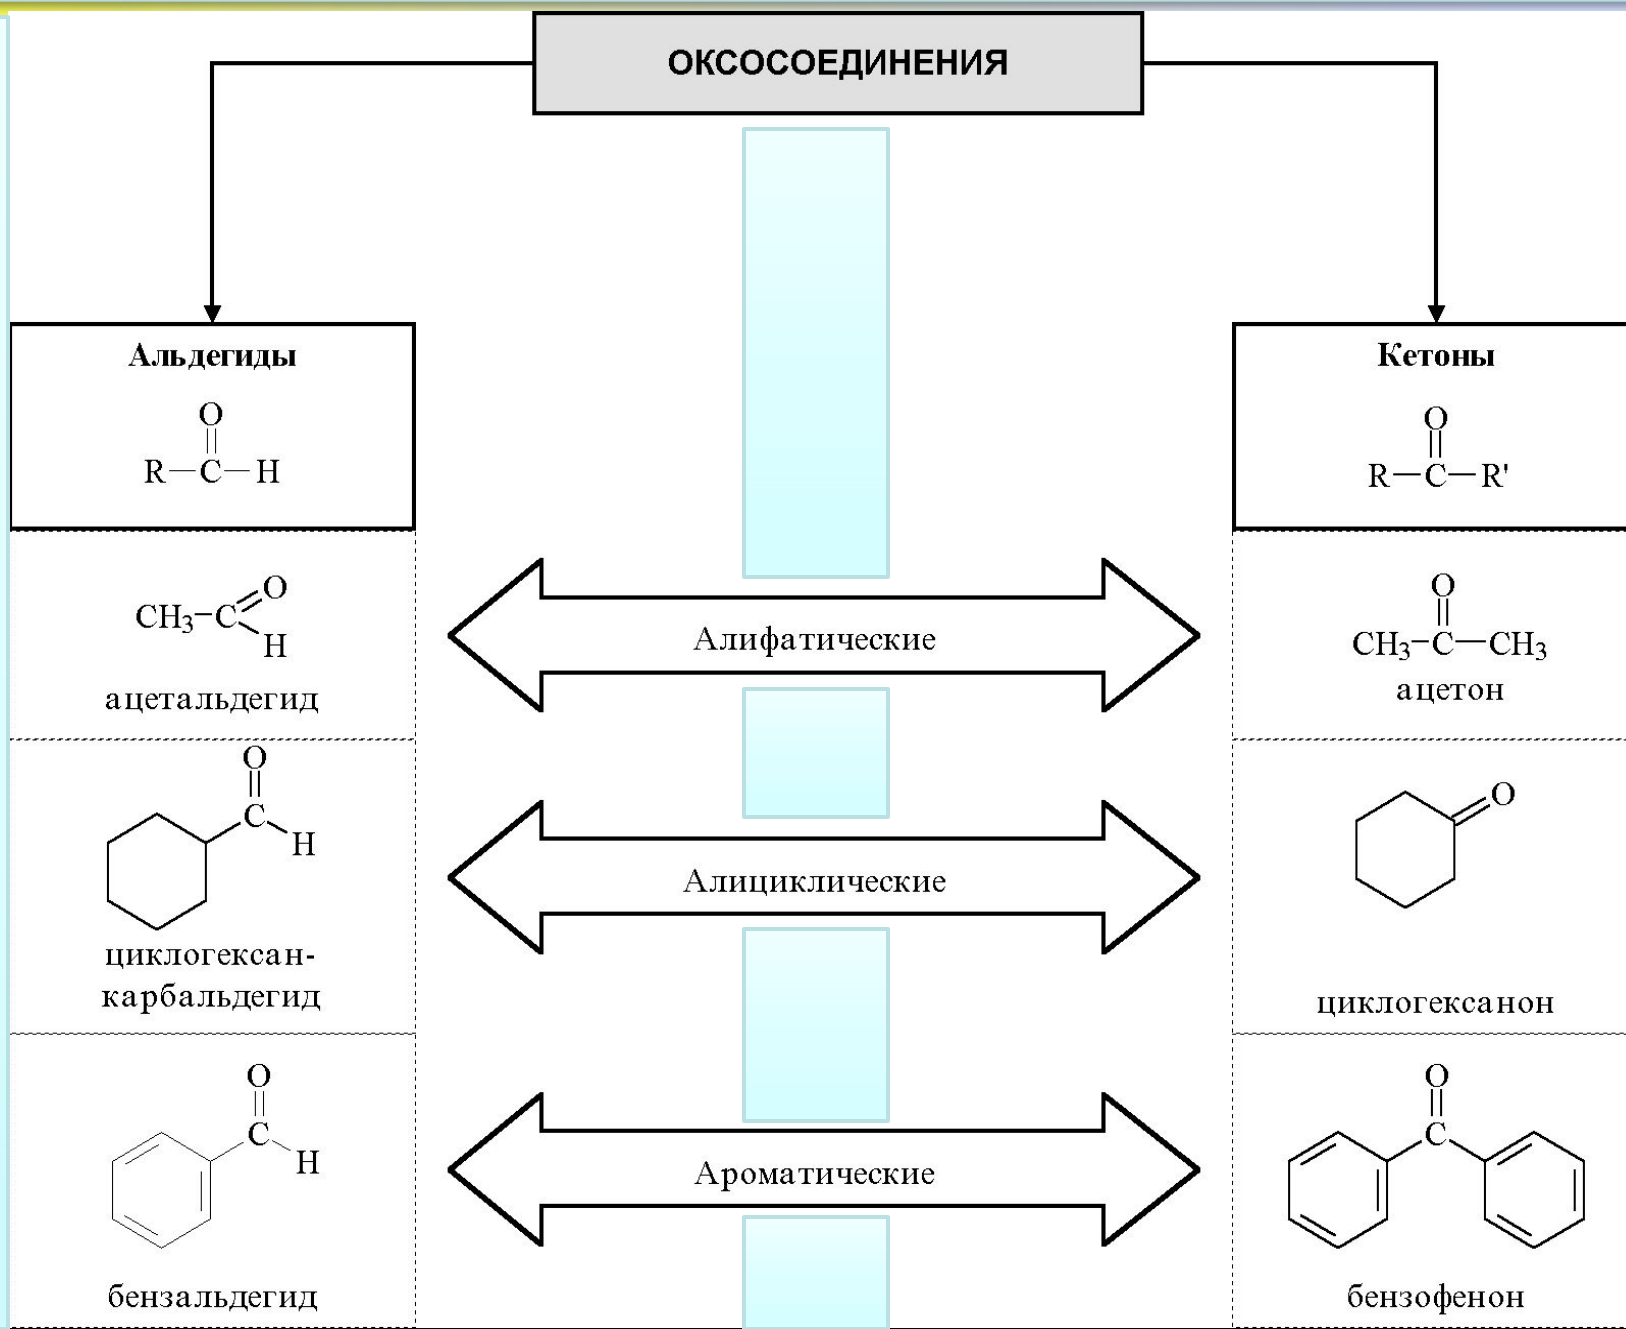 ОКСОСОЕДИНЕНИЯ
Альдегиды
O
R—C—H
Кетоны
O
R—C—R'
CH3—C
O
H
ацетальдегид
Алифатические
O
CH3—C—CH3
ацетон
O
C
H
циклогексан-
карбальдегид
Алициклические
O
циклогексанон
O
C
H
бензальдегид
Ароматические
O
C
бензофенон